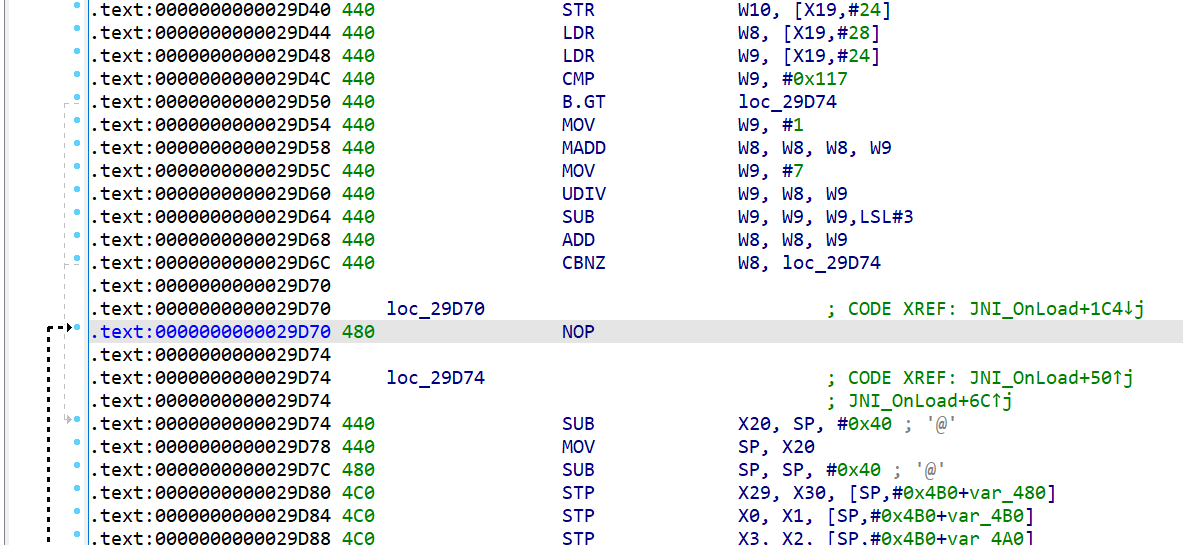 .text:0000000000029D40 440 STR W10, [X19,#24]
.text:0000000000029D44 440 LDR W8, [X19,#28]
.text:0000000000029D48 440 LDR W9, [X19,#24]
.text:0000000000029D4C 440 CMP W9, #0x117
.text:0000000000029D50 440 B.GT loc_29D74
.text:0000000000029D54 440 MOV W9, #1
.text:0000000000029D58 440 MADD W8, W8, W8, W9
.text:0000000000029D5C 440 MOV W9, #7
.text:0000000000029D60 440 UDIV W9, W8, W9
.text:0000000000029D64 440 SUB W9, W9, W9,LSL#3
.text:0000000000029D68 440 ADD W8, W8, W9
.text:0000000000029D6C 440 CBNZ W8, loc_29D74
.text:0000000000029D70
.text:0000000000029D70 loc_29D70 ; CODE XREF: JNI_OnLoad+1C4↓j
.text:0000000000029D70 480 NOP
.text:0000000000029D74
.text:0000000000029D74 loc_29D74 ; CODE XREF: JNI_OnLoad+50↑j
.text:0000000000029D74 ; JNI_OnLoad+6C↑j
.text:0000000000029D74 440 SUB X20, SP, #0x40 ; '@'
.text:0000000000029D78 440 MOV SP, X20
.text:0000000000029D7C 480 SUB SP, SP, #0x40 ; '@'
.text:0000000000029D80 4C0 STP X29, X30, [SP,#0x4B0+var_480]
.text:0000000000029D84 4C0 STP X0, X1, [SP,#0x4B0+var_4B0]
.text:0000000000029D88 4C0 STP X3, X2, [SP,#0x4B0+var_4A0]